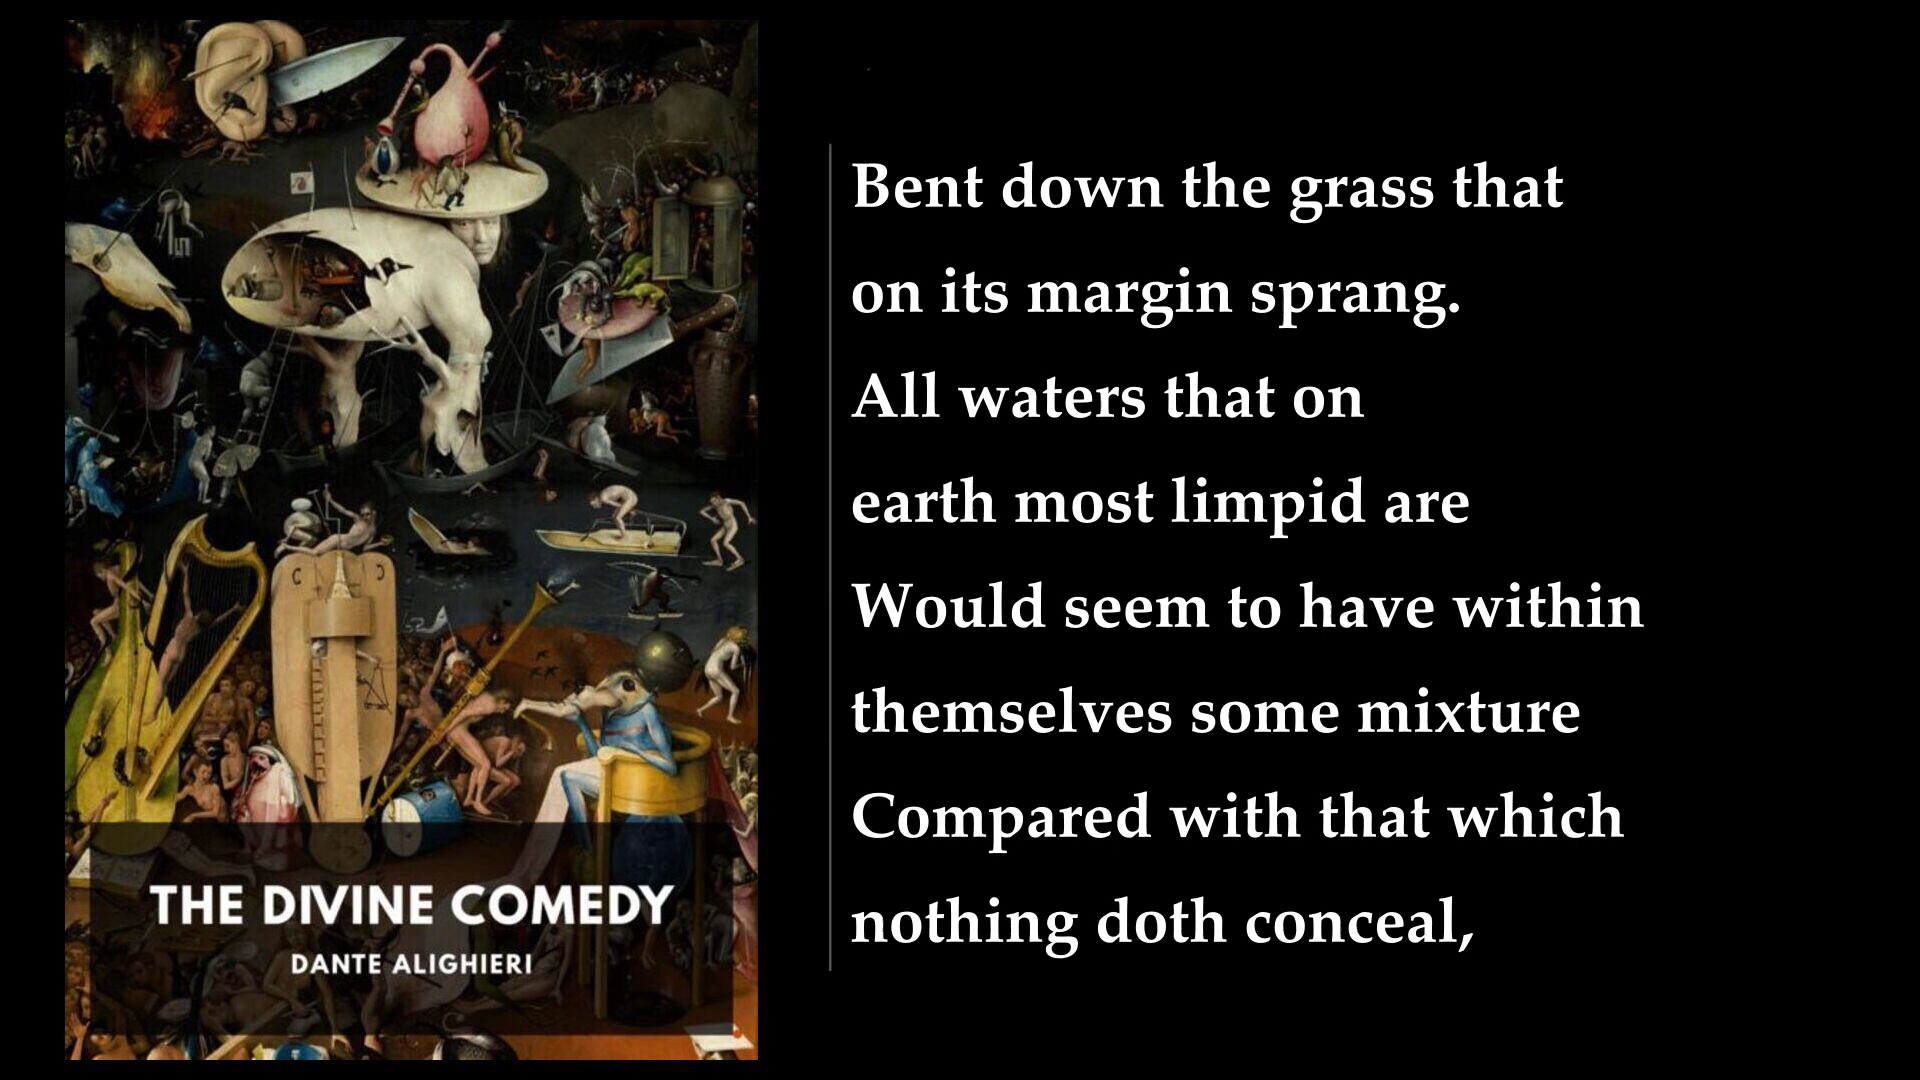 Bent down the grass that
on its margin sprang.
All waters that on
earth most limpid are
Would seem to have within
themselves some mixture
Compared with that which
nothing doth conceal,
THE DIVINE COMEDY
DANTE ALIGHIERI